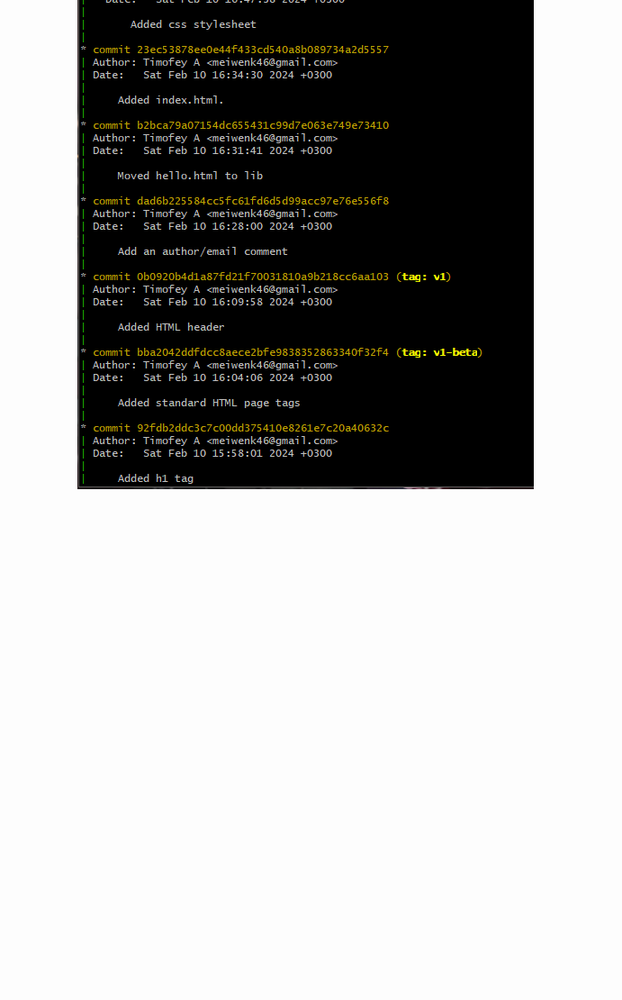 Date:   Sat Feb 10 16:47:58 2024 +0300
Added css stylesheet
* commit 23ec53878ee0e44f433cd540a8b089734a2d5557
| Author: Timofey A <meiwenk46@gmail.com>
| Date:   Sat Feb 10 16:34:30 2024 +0300
|
|     Added index.html.
|
* commit b2bca79a07154dc655431c99d7e063e749e73410
| Author: Timofey A <meiwenk46@gmail.com>
| Date:   Sat Feb 10 16:31:41 2024 +0300
|
|     Moved hello.html to lib
|
* commit dad6b225584cc5fc61fd6d5d99acc97e76e556f8
| Author: Timofey A <meiwenk46@gmail.com>
| Date:   Sat Feb 10 16:28:00 2024 +0300
|
|     Add an author/email comment
|
* commit 0b0920b4d1a87fd21f70031810a9b218cc6aa103 (tag: v1)
| Author: Timofey A <meiwenk46@gmail.com>
| Date:   Sat Feb 10 16:09:58 2024 +0300
|
|     Added HTML header
|
* commit bba2042ddfdcc8aece2bfe9838352863340f32f4 (tag: v1-beta)
| Author: Timofey A <meiwenk46@gmail.com>
| Date:   Sat Feb 10 16:04:06 2024 +0300
|
|     Added standard HTML page tags
|
* commit 92fdb2ddc3c7c00dd375410e8261e7c20a40632c
| Author: Timofey A <meiwenk46@gmail.com>
| Date:   Sat Feb 10 15:58:01 2024 +0300
|
|     Added h1 tag